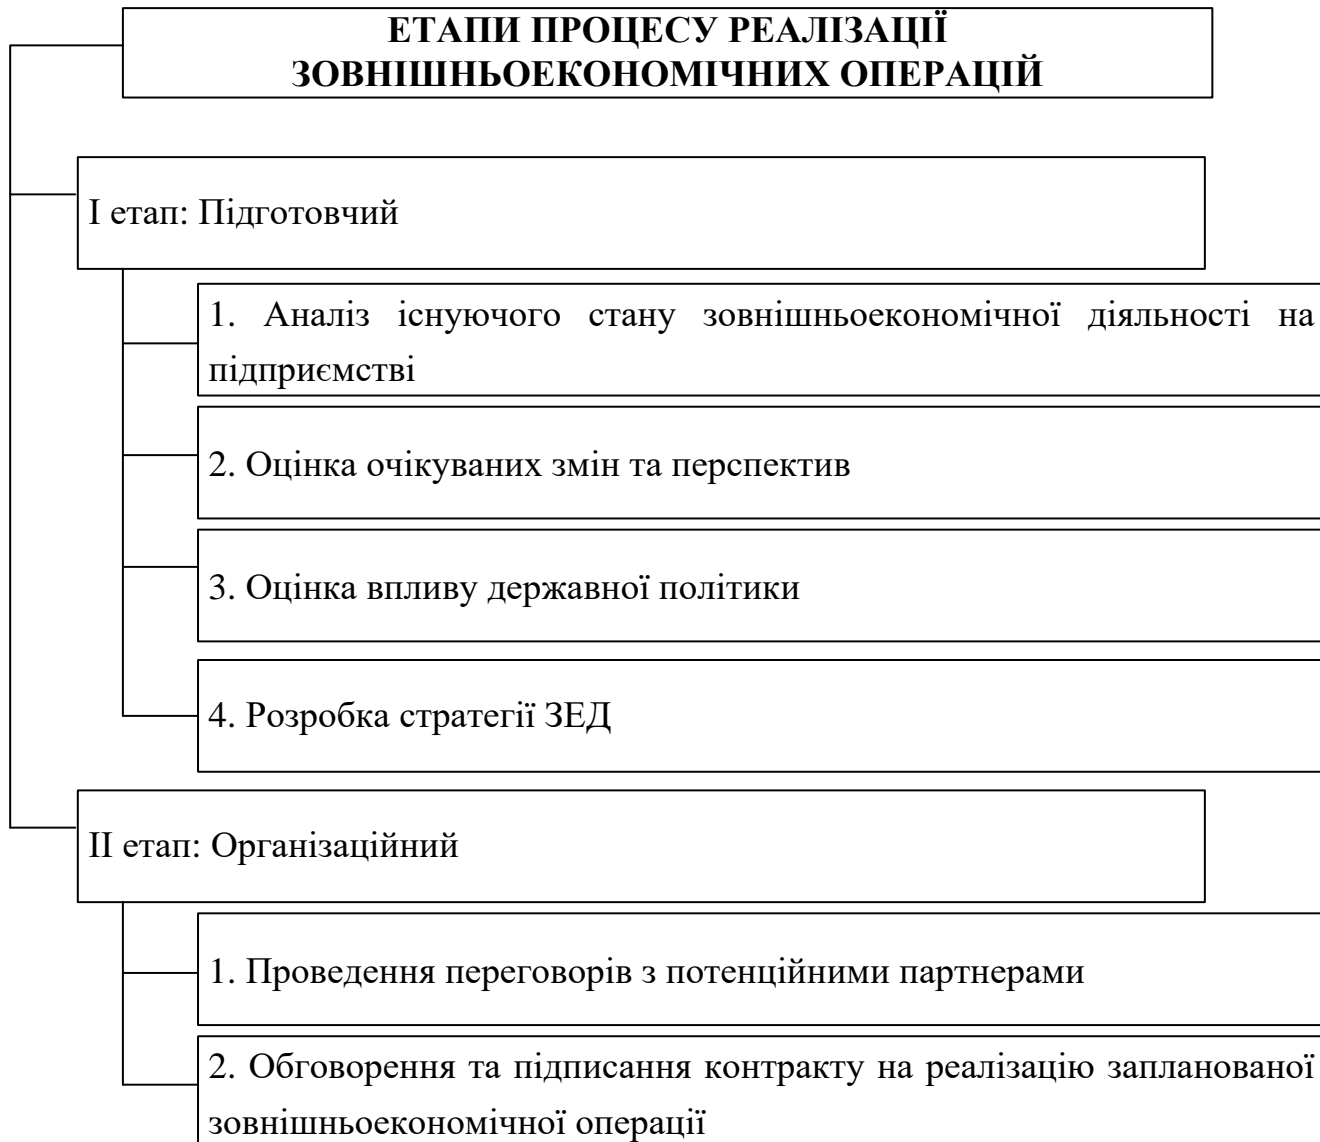 ЕТАПИ ПРОЦЕСУ РЕАЛІЗАЦІЇ
ЗОВНІШНЬОЕКОНОМІЧНИХ ОПЕРАЦІЙ
І етап: Підготовчий
1. Аналіз існуючого стану зовнішньоекономічної діяльності на
підприємстві
2. Оцінка очікуваних змін та перспектив
3. Оцінка впливу державної політики
4. Розробка стратегії ЗЕД
ІІ етап: Організаційний
1. Проведення переговорів з потенційними партнерами
2. Обговорення та підписання контракту на реалізацію запланованої
зовнішньоекономічної операції